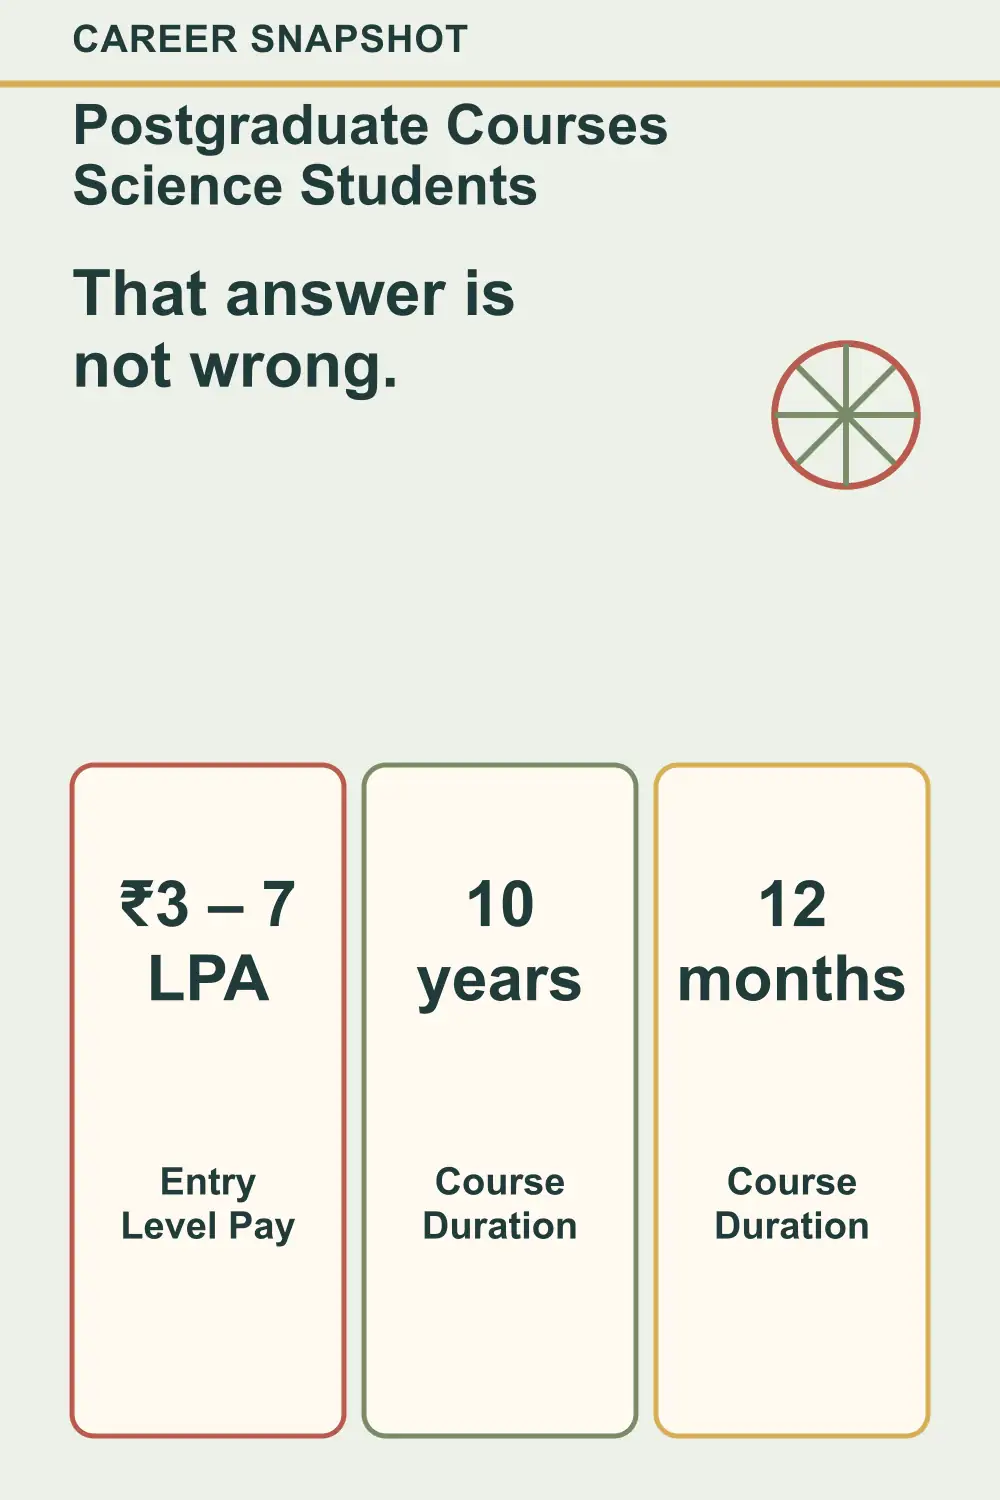 CAREER SNAPSHOT
Postgraduate Courses
Science Students
That answer is
not wrong.
₹3 – 7
LPA
Entry
Level Pay
10
years
Course
Duration
12
months
Course
Duration